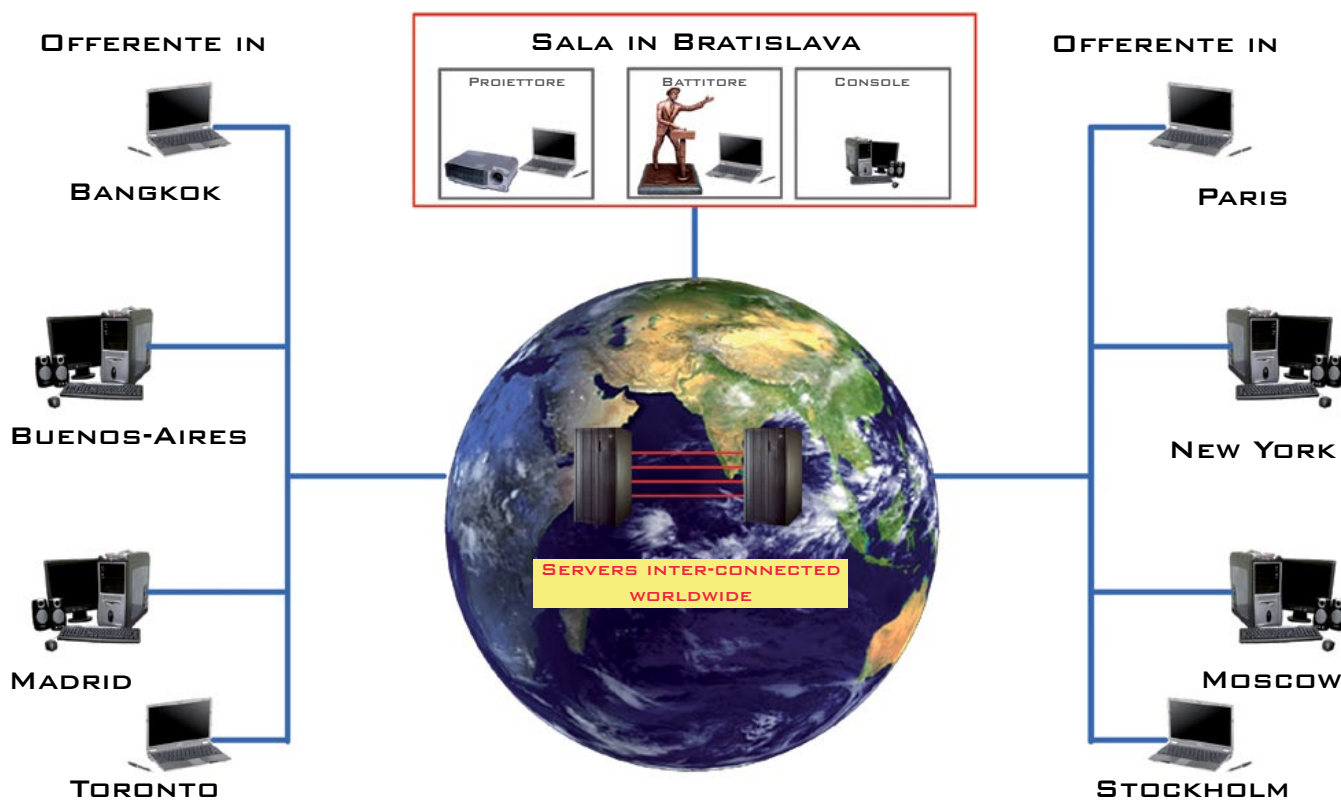 OFFERENTE IN
BANGKOK
BUENOS-AIRES
MADRID
TORONTO
SALA IN BRATISLAVA
PROIETTORE
BATTITORE
CONSOLE
SERVERS INTER-CONNECTED
WORLDWIDE
OFFERENTE IN
PARIS
NEW YORK
MOSCOW
STOCKHOLM